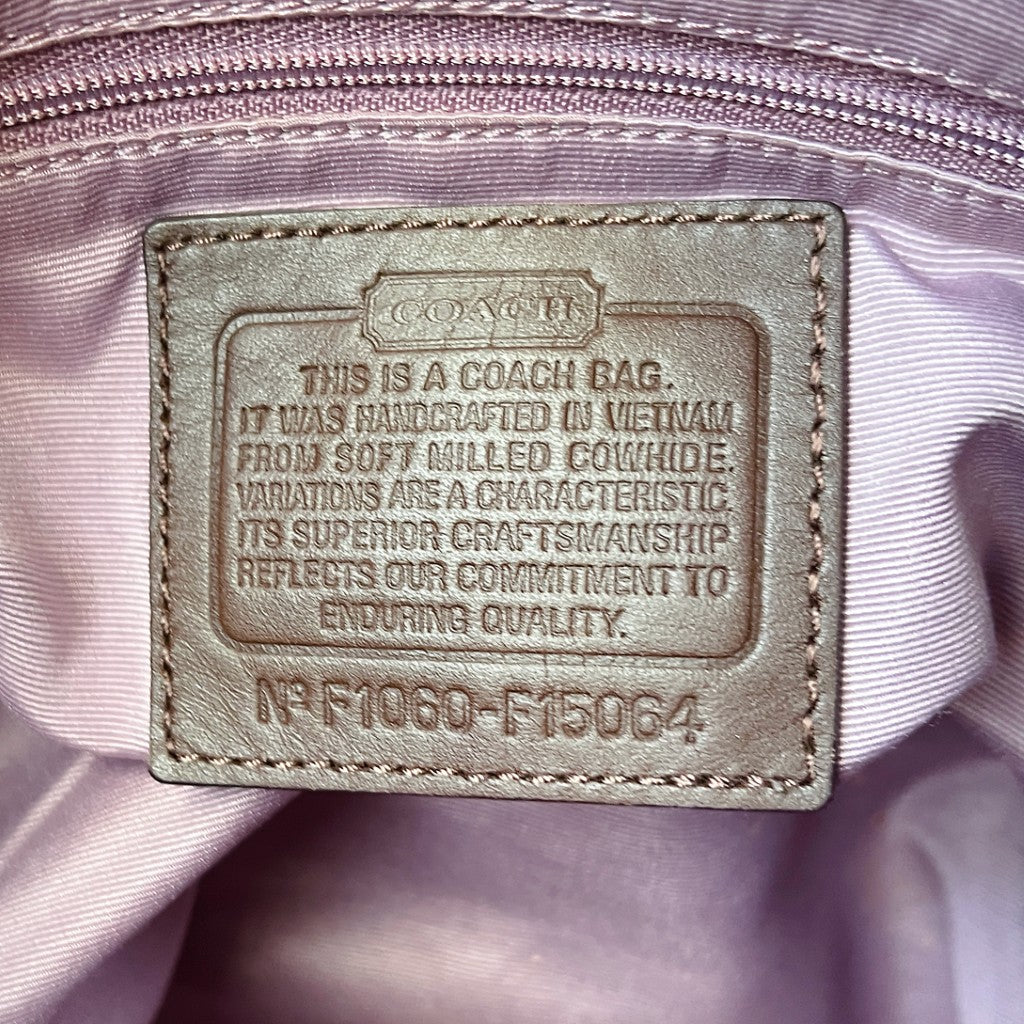 COACH
THIS IS A COACH BAG.
IT WAS HANDCRAFTED IN VIETNAM
FROM SOFT MILLED COWHIDE.
VARIATIONS ARE A CHARACTERISTIC.
ITS SUPERIOR CRAFTSMANSHIP
REFLECTS OUR COMMITMENT TO
ENDURING QUALITY.
Nº F1060-F15064